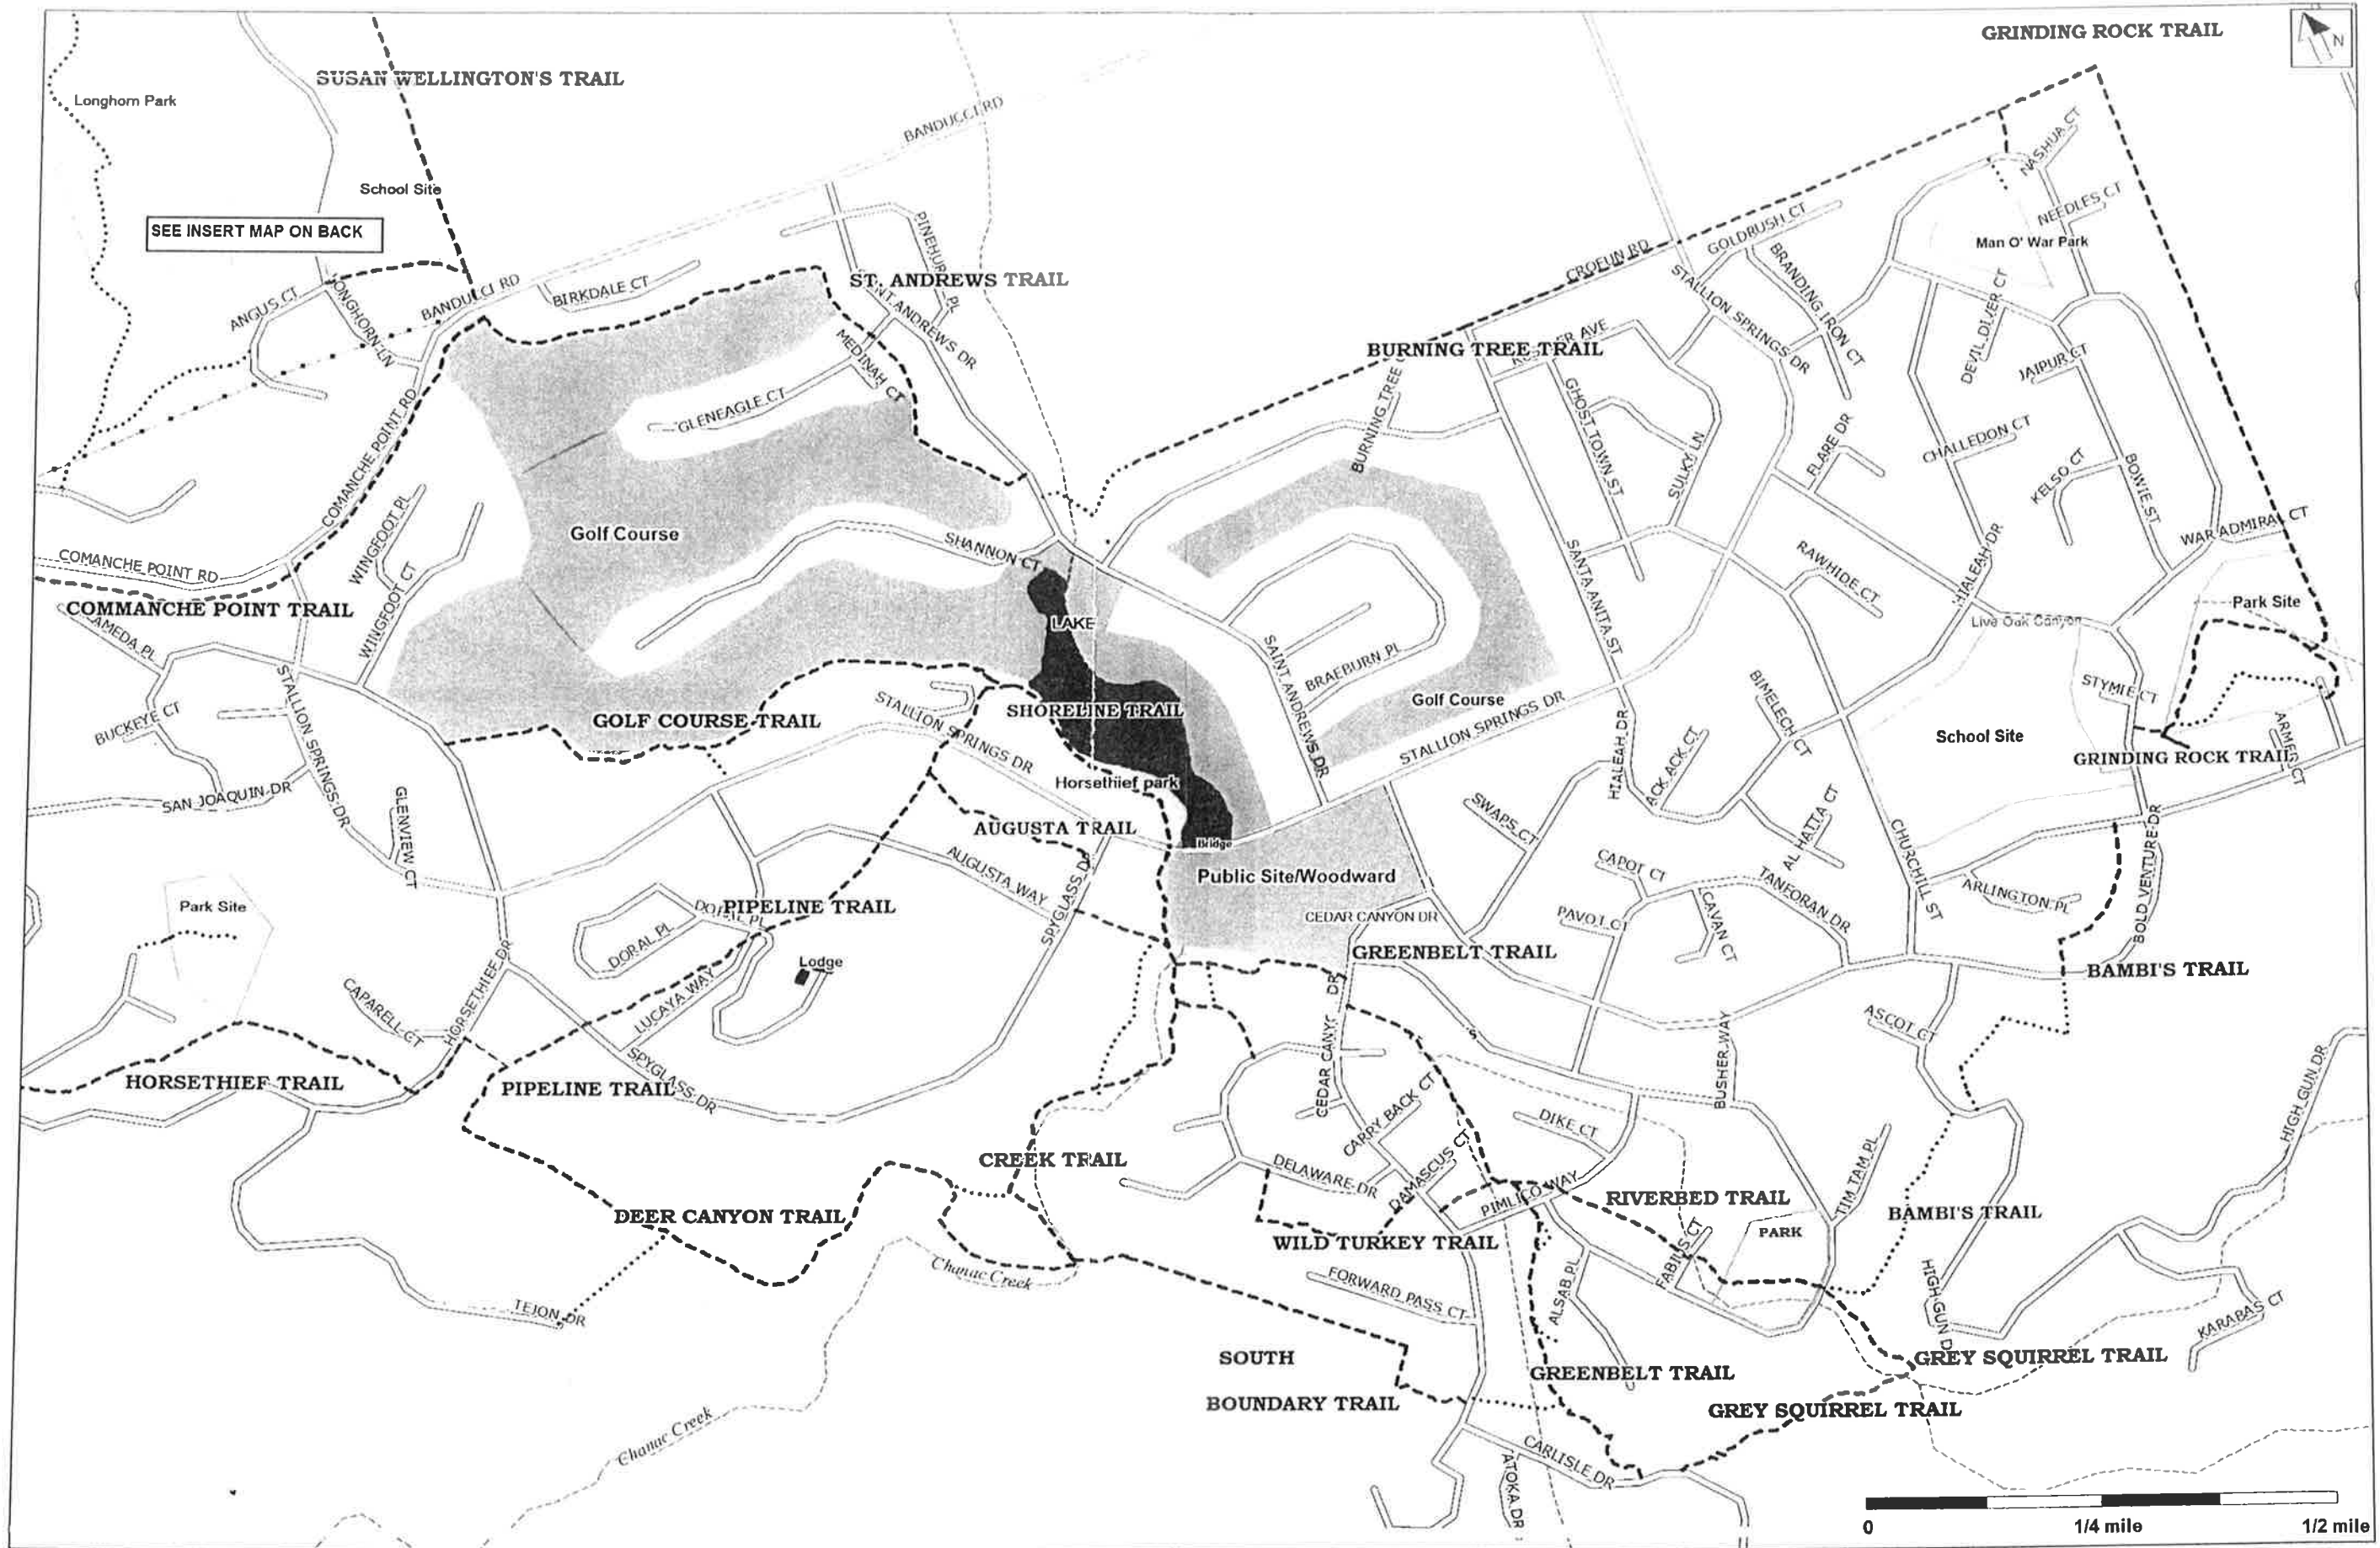 GRINDING ROCK TRAIL
N
SUSAN WELLINGTON'S TRAIL
Longhorn Park
BANDUCCI RD
NASHUA CT
School Site
NEEDLES CT
SEE INSERT MAP ON BACK
PINEHURST PL
GOLDRUSH CT
Man O' War Park
CROFUN RD
ANGUS CT
LONGHORN LN
BANDUCCI RD
BIRKDALE CT
ST. ANDREWS TRAIL
SAINT ANDREWS DR
STALLION SPRINGS DR
BRANDING IRON CT
DEVIL DIVER CT
MEDINAH CT
BURNING TREE TRAIL
JAIPUR CT
GLENEAGLE CT
BURNING TREE
GHOST TOWN ST
COMANCHE POINT RD
SULKY LN
FLARE DR
CHALLEDON CT
KELSO CT
BOWIE ST
WINGFOOT PL
Golf Course
SHANNON CT
WAR ADMIRAL CT
COMANCHE POINT RD
SANTA ANITA ST
RAWHIDE CT
HIALEAH DR
COMMANCHE POINT TRAIL
WINGFOOT CT
LAKE
Park Site
Live Oak Canyon
AMEDA PL
SAINT ANDREWS DR
BRAEBURN PL
STALLION SPRINGS DR
BIMELECH CT
STYMIE CT
BUCKEYE CT
GOLF COURSE TRAIL
STALLION SPRINGS DR
SHORELINE TRAIL
Golf Course
STALLION SPRINGS DR
HIALEAH DR
ACK ACK CT
School Site
ARMED CT
GRINDING ROCK TRAIL
SAN JOAQUIN DR
GLENVIEW CT
Horsethief park
AUGUSTA TRAIL
Bridge
SWAPS CT
AL HATTA CT
CHURCHILL ST
BOLD VENTURE DR
AUGUSTA WAY
SPYGLASS DR
Public Site/Woodward
CAPOT CT
TANFORAN DR
ARLINGTON PL
Park Site
DORAL PL
PIPELINE TRAIL
CEDAR CANYON DR
PAVOT CT
CAVAN CT
DORAL PL
GREENBELT TRAIL
Lodge
BAMBI'S TRAIL
CAPARELL CT
HORSETHIEF DR
LUCAYA WAY
S
ASCOT CT
HORSETHIEF TRAIL
PIPELINE TRAIL
SPYGLASS DR
CEDAR CANYC DR
CARRY BACK CT
BUSHER WAY
HIGH GUN DR
DIKE CT
CREEK TRAIL
DELAWARE DR
DAMASCUS CT
TIM TAM PL
PIMLICO WAY
RIVERBED TRAIL
DEER CANYON TRAIL
BAMBI'S TRAIL
WILD TURKEY TRAIL
PARK
FABIUS CT
Chanac Creek
FORWARD PASS CT
ALSAB PL
HIGH GUN D
TEJON DR
KARABAS CT
SOUTH
BOUNDARY TRAIL
GREENBELT TRAIL
GREY SQUIRREL TRAIL
GREY SQUIRREL TRAIL
Chanac Creek
CARLISLE DR
ATOKA DR
0 1/4 mile 1/2 mile